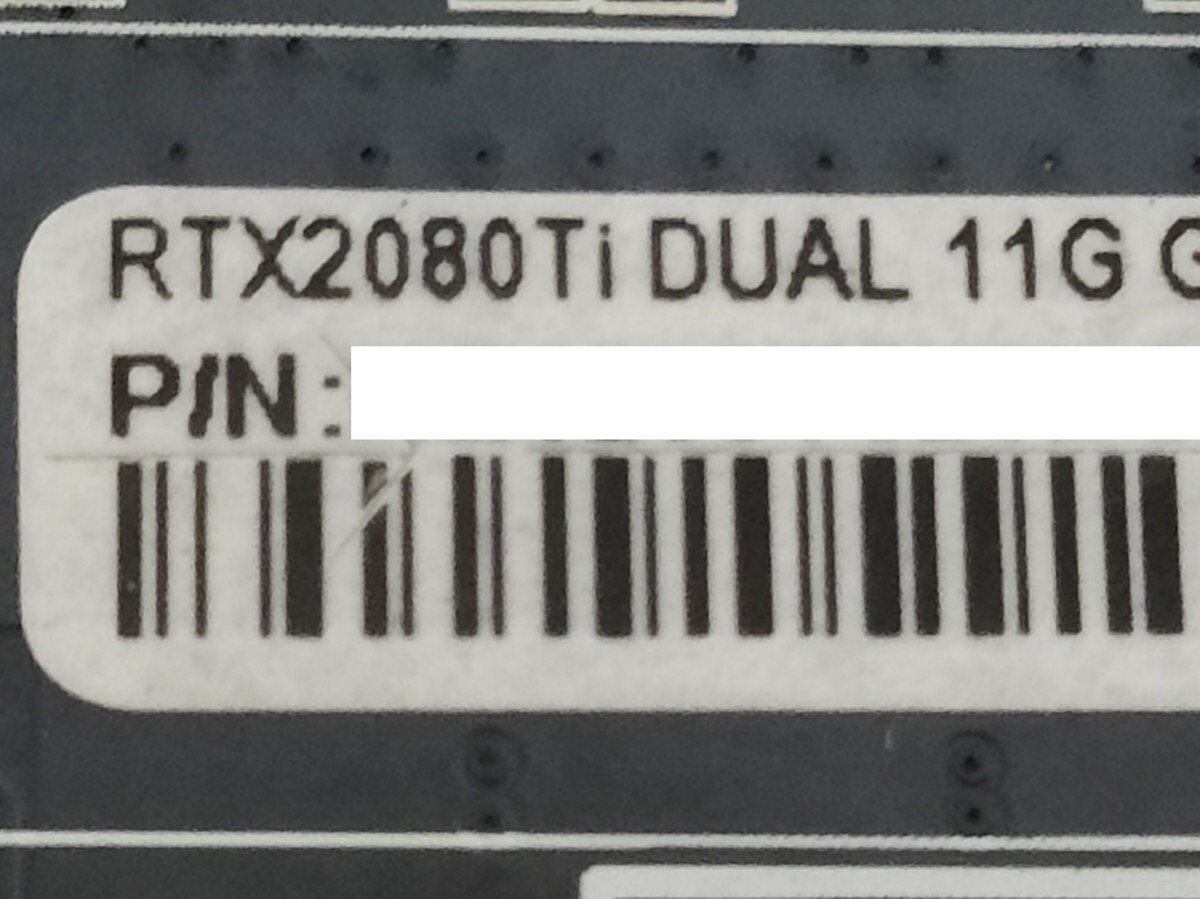 RTX2080Ti DUAL 11G G
P/N: